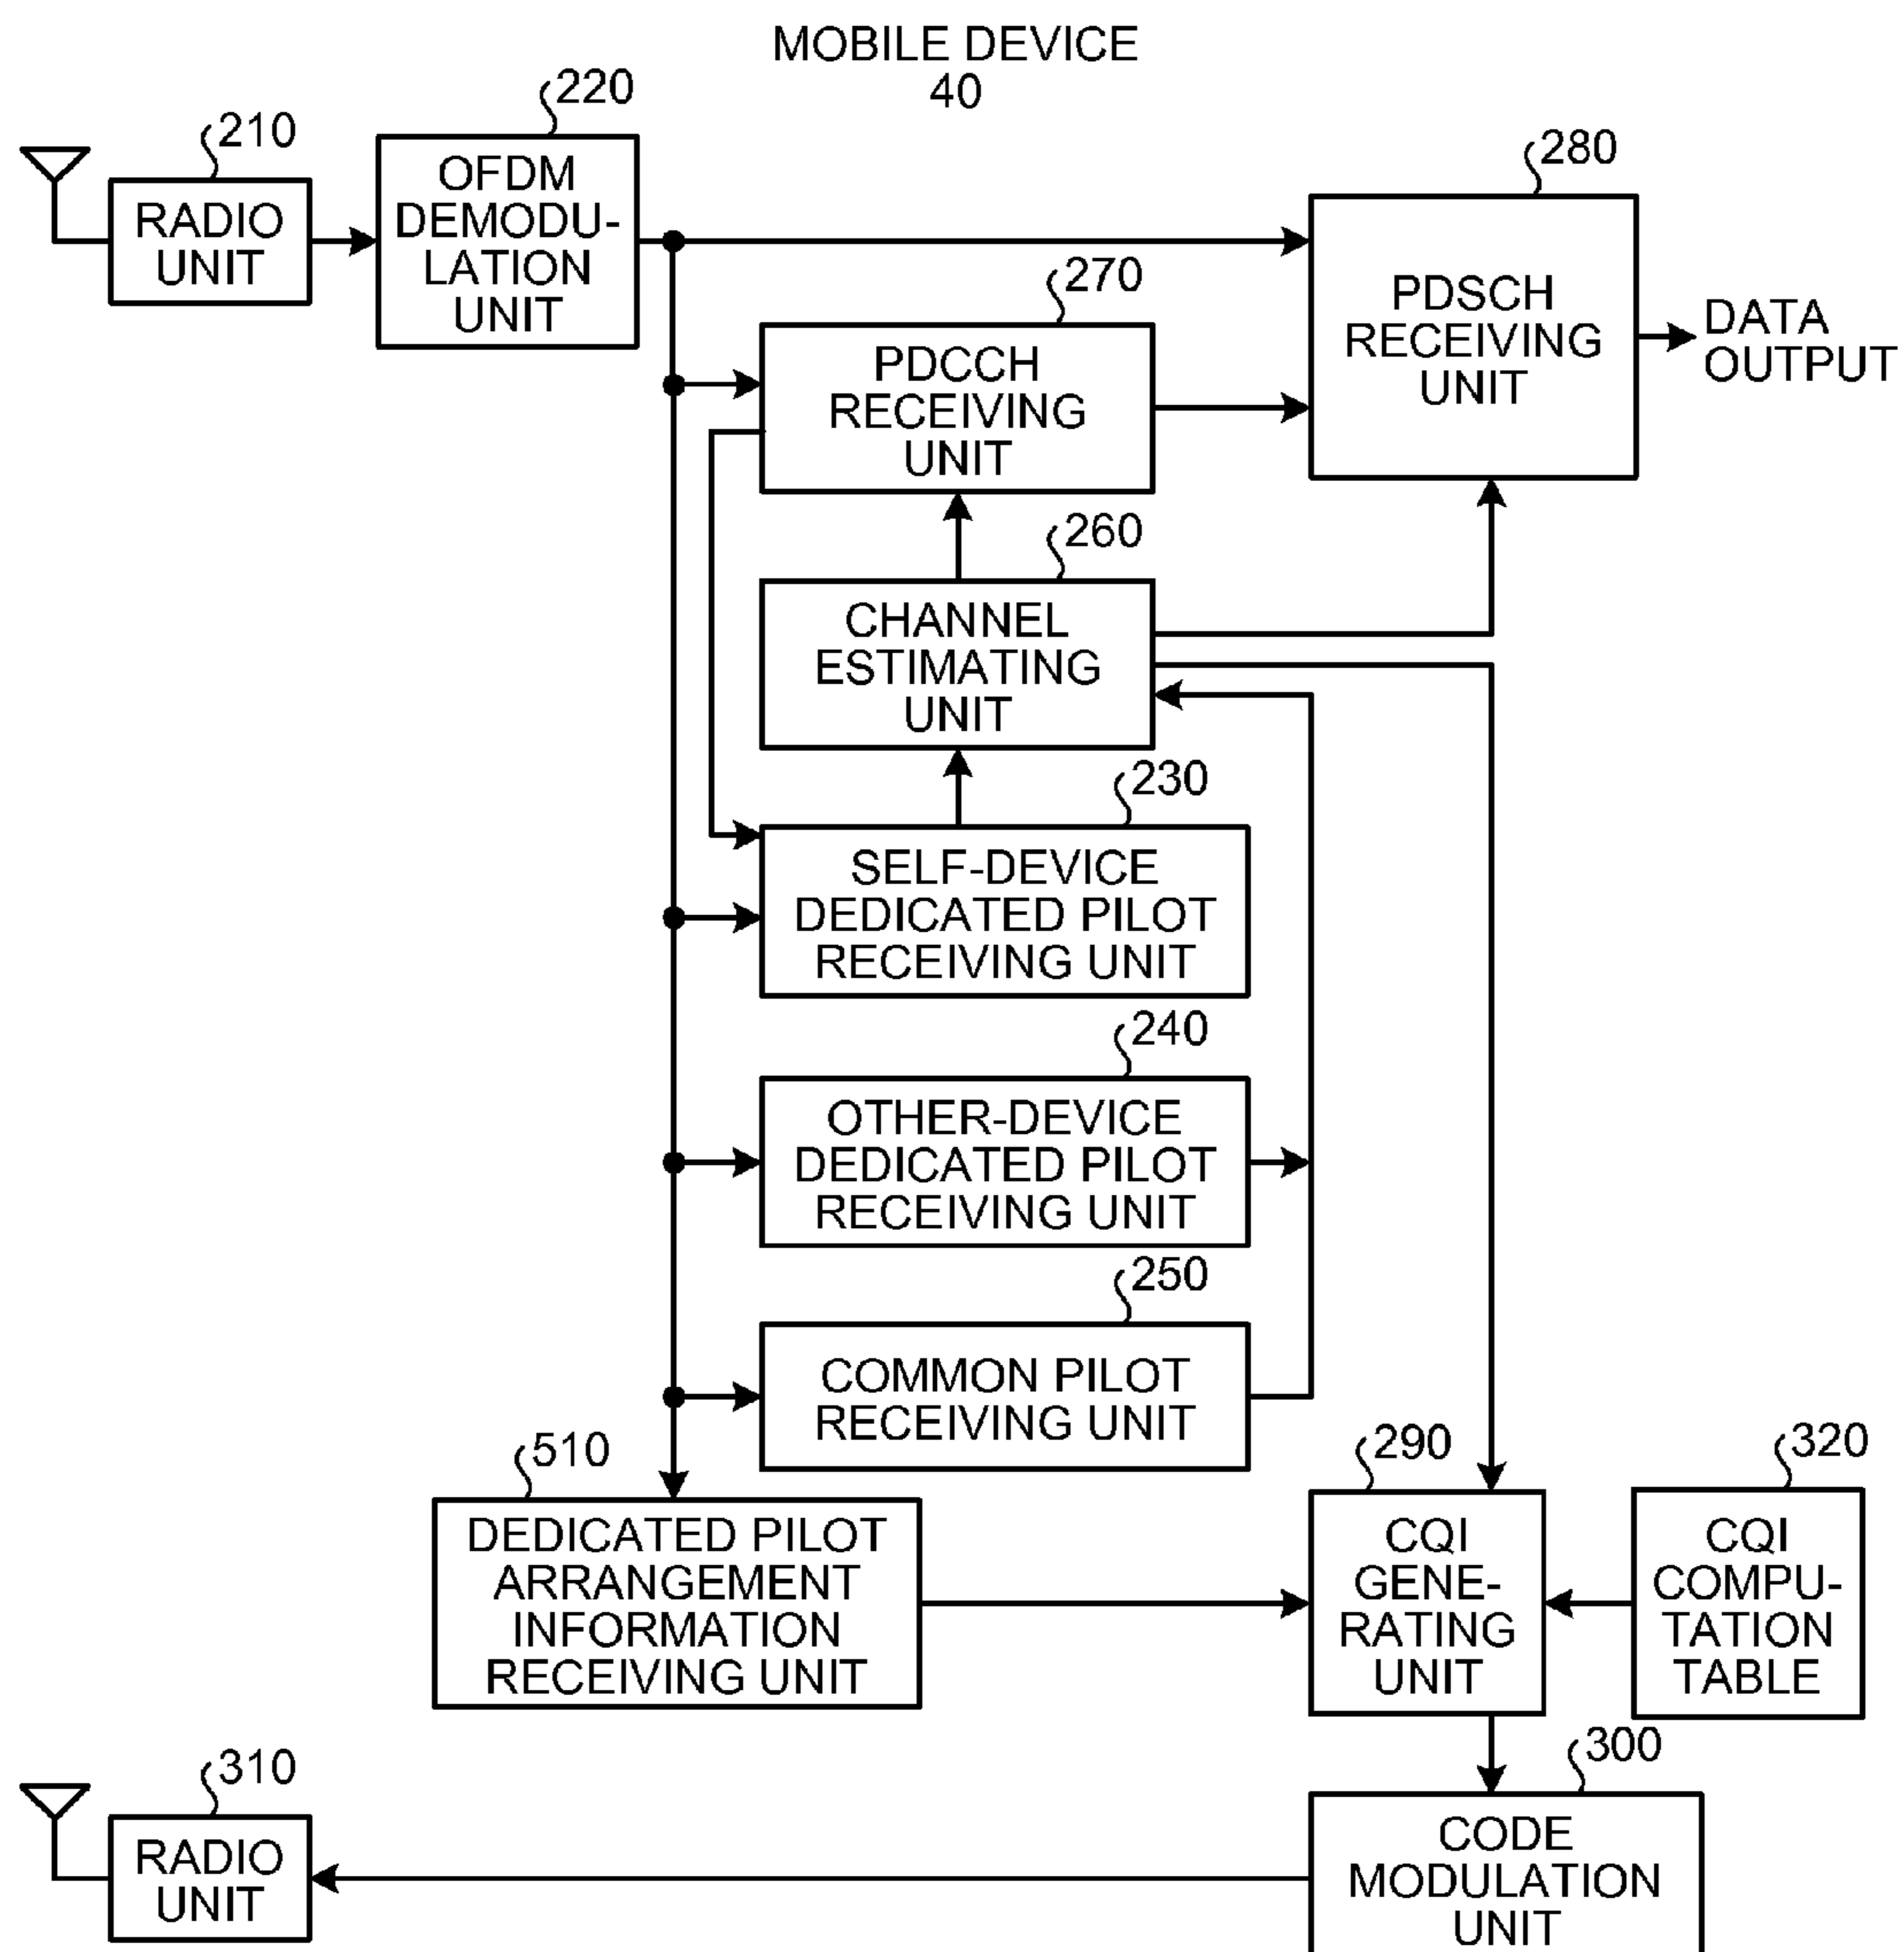 MOBILE DEVICE
40
220
210
280
OFDM
DEMODU-
LATION
UNIT
RADIO
UNIT
270
PDSCH
RECEIVING
UNIT
DATA
OUTPUT
PDCCH
RECEIVING
UNIT
260
CHANNEL
ESTIMATING
UNIT
230
SELF-DEVICE
DEDICATED PILOT
RECEIVING UNIT
240
OTHER-DEVICE
DEDICATED PILOT
RECEIVING UNIT
250
COMMON PILOT
RECEIVING UNIT
510
290
320
DEDICATED PILOT
ARRANGEMENT
INFORMATION
RECEIVING UNIT
CQI
GENE-
RATING
UNIT
CQI
COMPU-
TATION
TABLE
310
300
RADIO
UNIT
CODE
MODULATION
UNIT